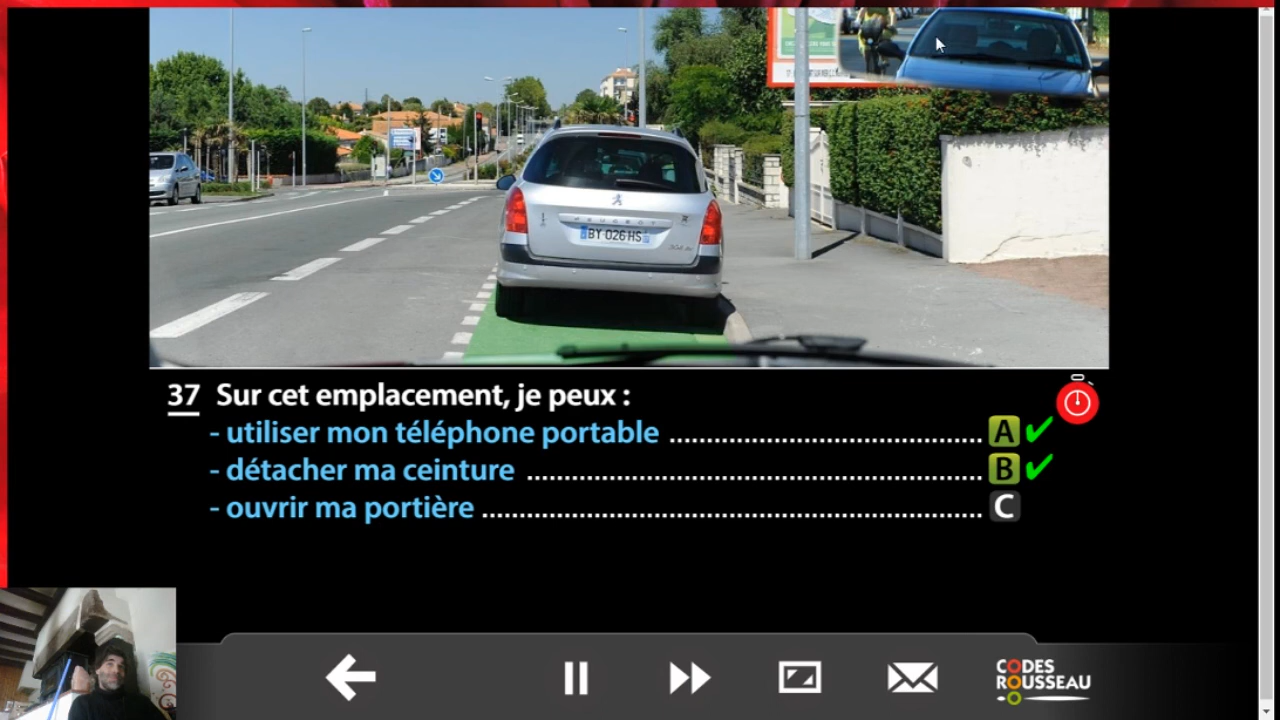 PEUGEOT
BY 026 HS
37 Sur cet emplacement, je peux :
- utiliser mon téléphone portable ........................................ A
- détacher ma ceinture ........................................................... B
- ouvrir ma portière ................................................................. C
CODES
ROUSSEAU